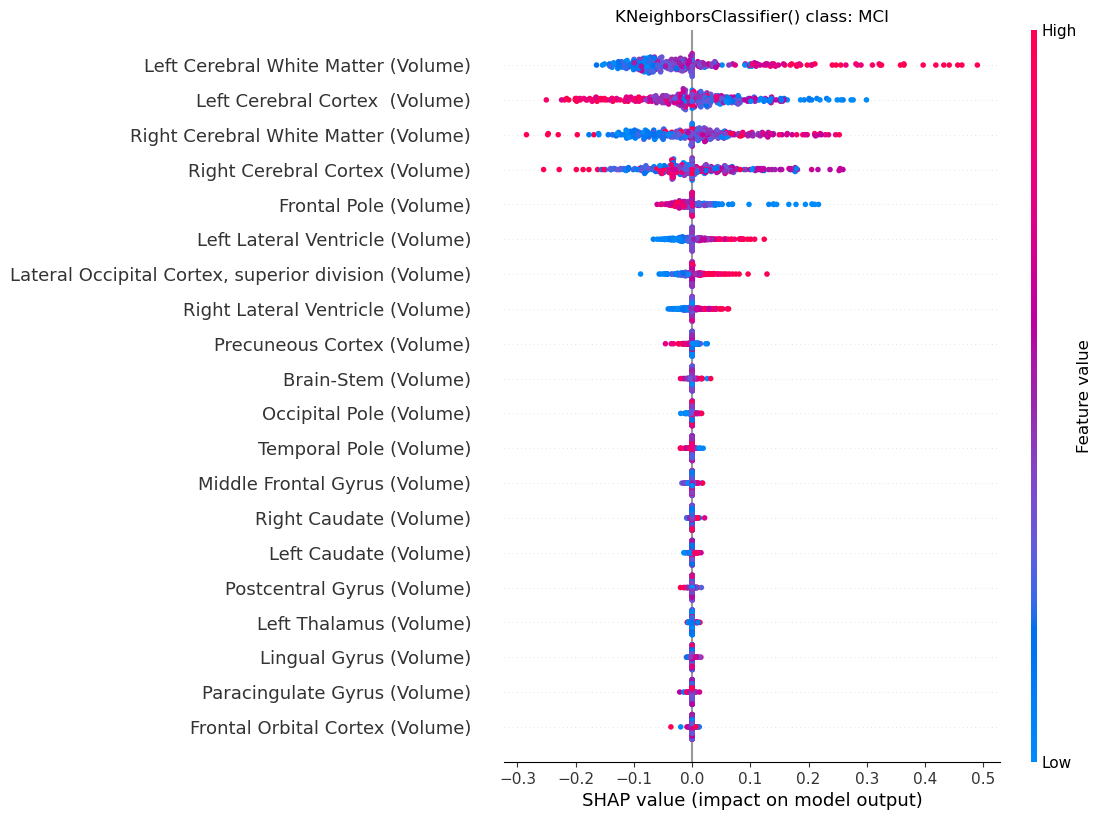 KNeighborsClassifier() class: MCI
High
Left Cerebral White Matter (Volume)
Left Cerebral Cortex  (Volume)
Right Cerebral White Matter (Volume)
Right Cerebral Cortex (Volume)
Frontal Pole (Volume)
Left Lateral Ventricle (Volume)
Lateral Occipital Cortex, superior division (Volume)
Right Lateral Ventricle (Volume)
Precuneous Cortex (Volume)
Brain-Stem (Volume)
Occipital Pole (Volume)
Temporal Pole (Volume)
Middle Frontal Gyrus (Volume)
Right Caudate (Volume)
Left Caudate (Volume)
Postcentral Gyrus (Volume)
Left Thalamus (Volume)
Lingual Gyrus (Volume)
Paracingulate Gyrus (Volume)
Frontal Orbital Cortex (Volume)
Feature value
Low
−0.3 −0.2 −0.1 0.0 0.1 0.2 0.3 0.4 0.5
SHAP value (impact on model output)